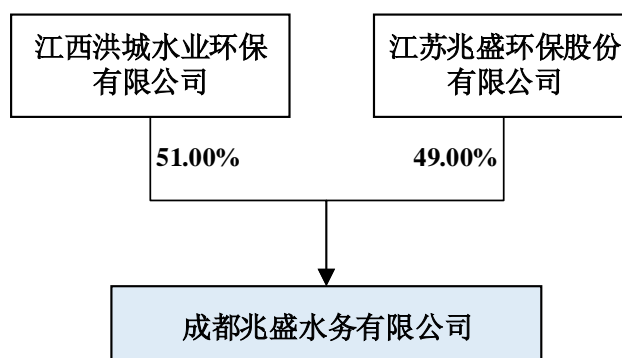 江西洪城水业环保
有限公司
江苏兆盛环保股份
有限公司
51.00%
49.00%
成都兆盛水务有限公司